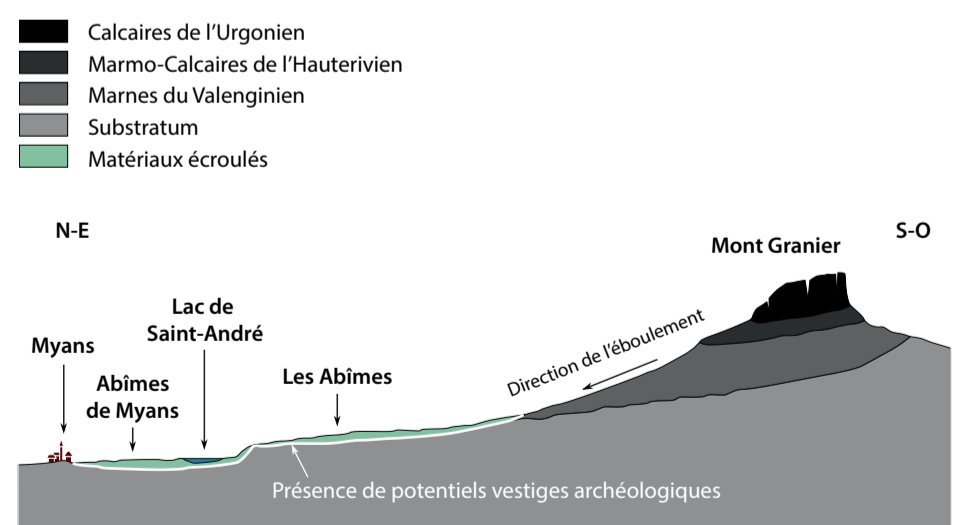 Calcaires de l'Urgonien
Marmo-Calcaires de l'Hauterivien
Marnes du Valenginien
Substratum
Matériaux écroulés
N-E
S-O
Mont Granier
Lac de
Saint-André
Direction de l'éboulement
Myans
Abîmes
de Myans
Les Abîmes
Présence de potentiels vestiges archéologiques